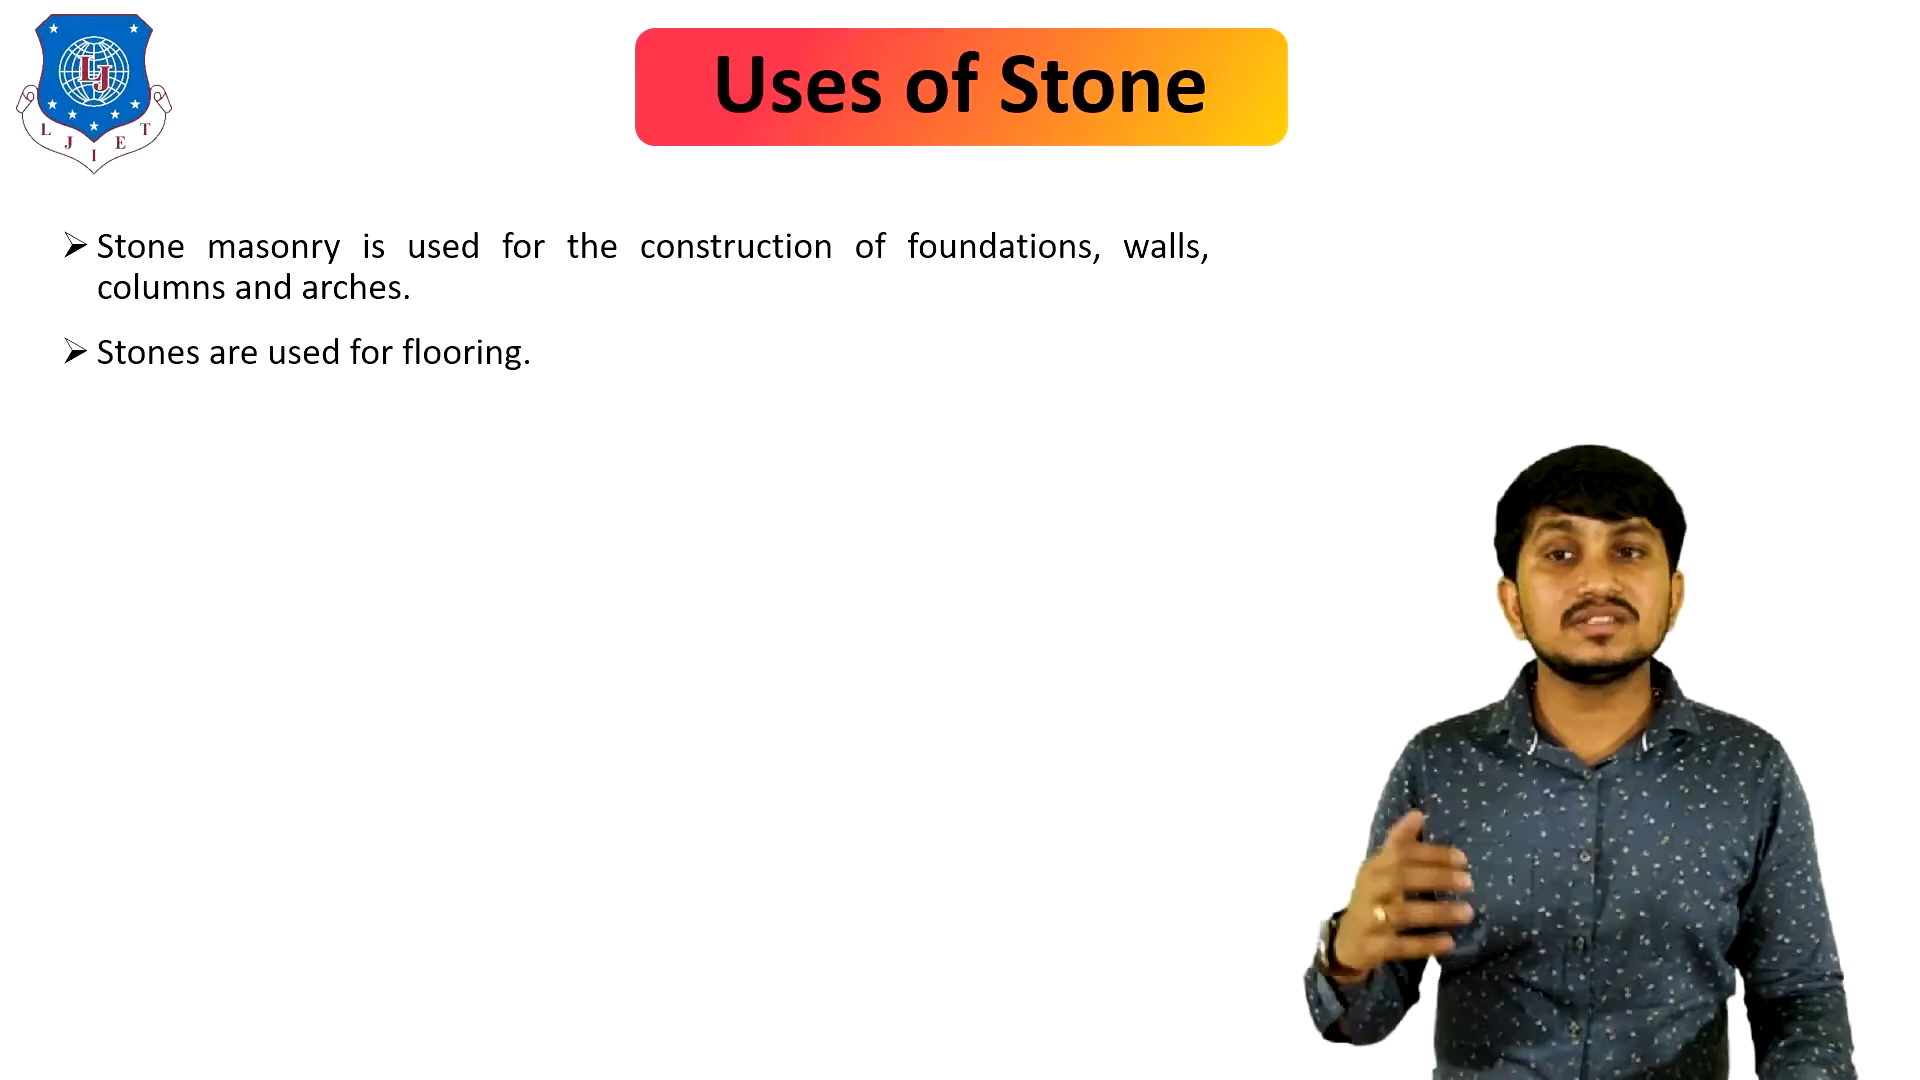 LJ
L J I E T
Uses of Stone
Stone masonry is used for the construction of foundations, walls,
columns and arches.
Stones are used for flooring.